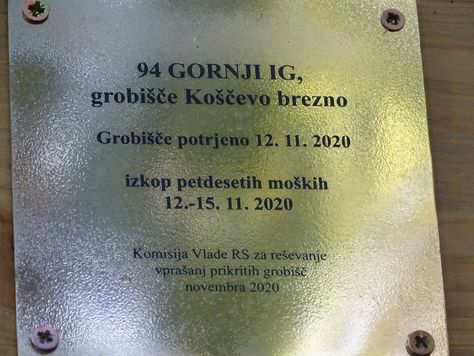 94 GORNJI IG,
grobišče Koščevo brezno
Grobišče potrjeno 12. 11. 2020
izkop petdesetih moških
12.-15. 11. 2020
Komisija Vlade RS za reševanje
vprašanj prikritih grobišč
novembra 2020